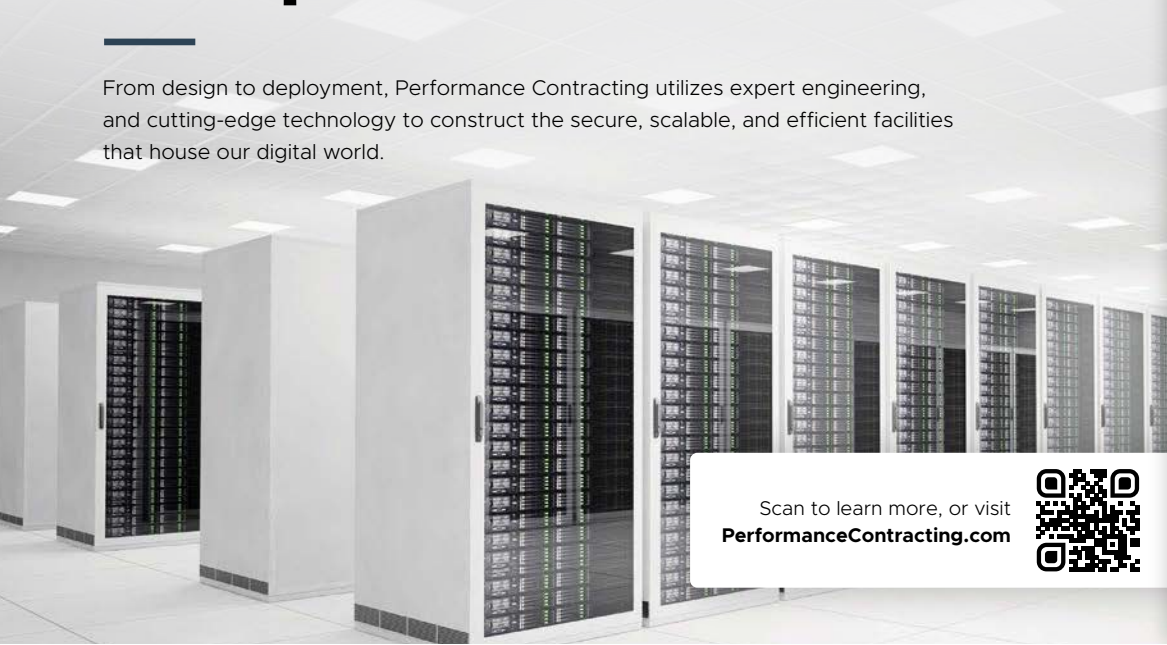 From design to deployment, Performance Contracting utilizes expert engineering,
and cutting-edge technology to construct the secure, scalable, and efficient facilities
that house our digital world.
Scan to learn more, or visit
PerformanceContracting.com